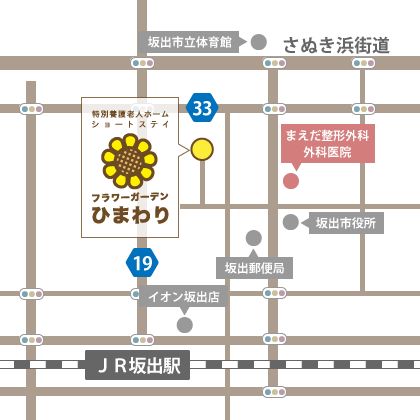 坂出市立体育館
さぬき浜街道
33
特別養護老人ホーム
ショートステイ
フラワーガーデン
ひまわり
まえだ整形外科
外科医院
坂出市役所
坂出郵便局
19
イオン坂出店
JR坂出駅